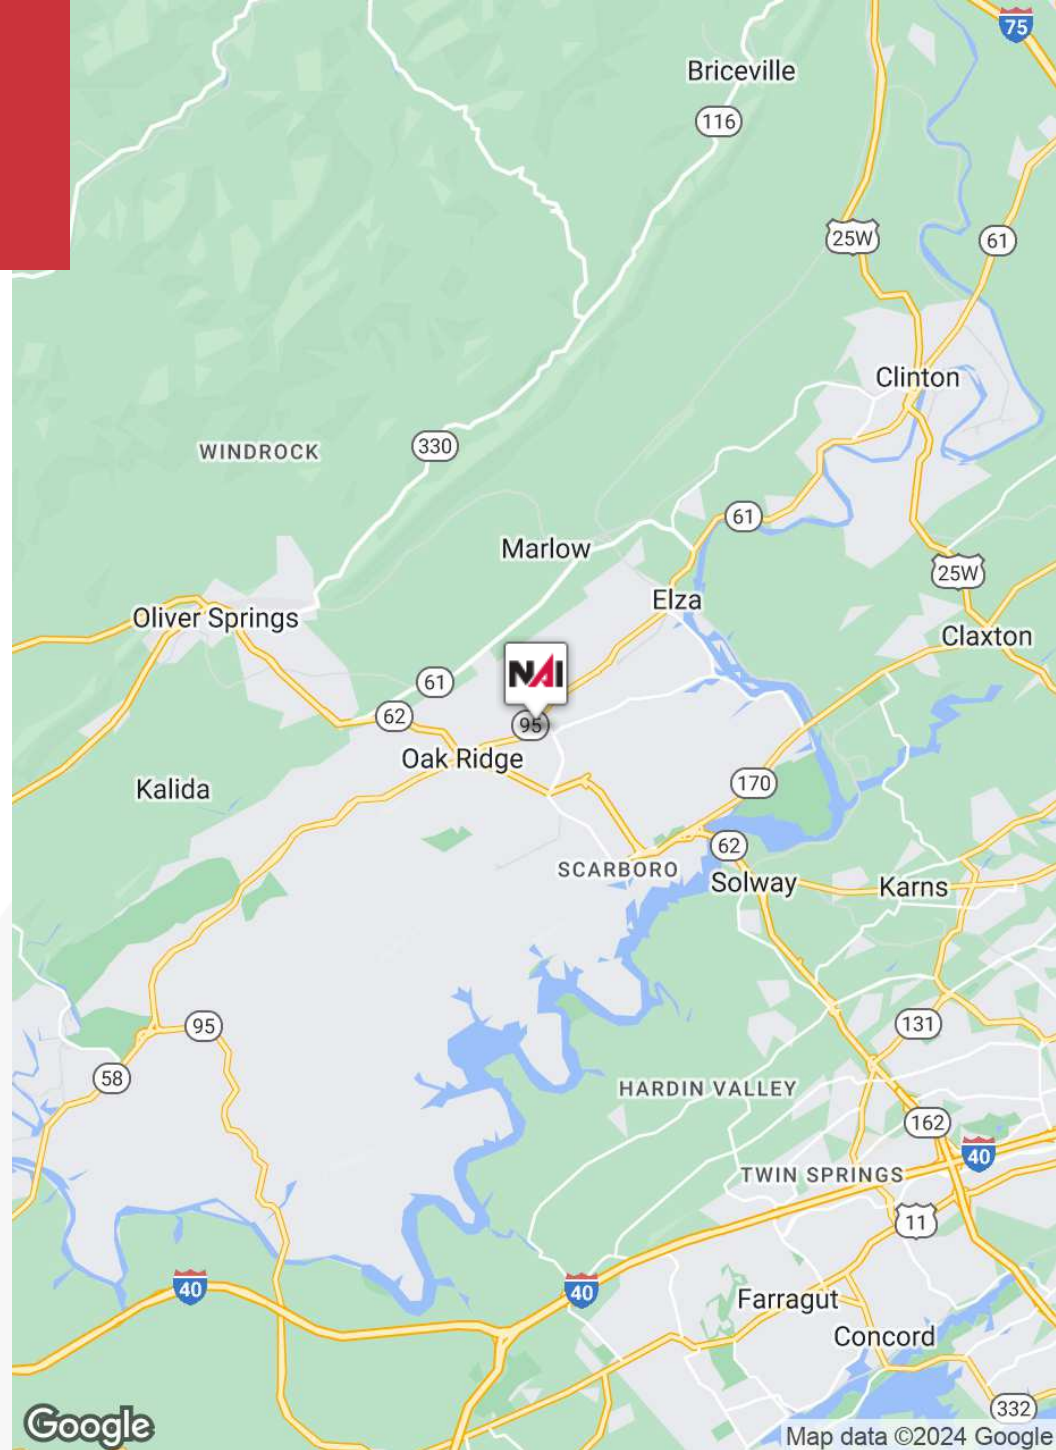 75
Briceville
116
25W
61
Clinton
WINDROCK
330
61
Marlow
25W
Elza
Oliver Springs
Claxton
NAI
61
62
95
Oak Ridge
170
Kalida
62
SCARBORO
Solway
Karns
95
131
58
HARDIN VALLEY
162
40
TWIN SPRINGS
11
40
40
Farragut
Concord
332
Google
Map data ©2024 Google